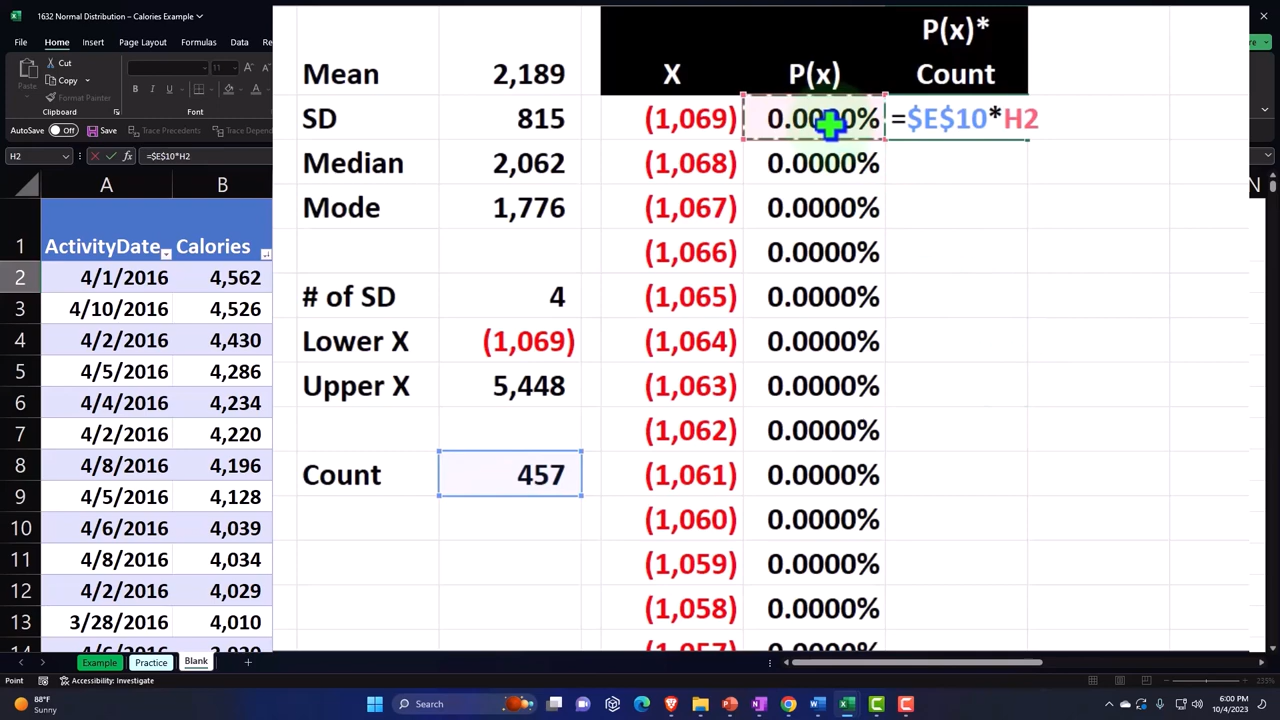 1632 Normal Distribution – Calories Example
File Home Insert Page Layout Formulas Data
Cut
Copy
Format Painter
Clipboard
11
AutoSave Off Save Undo
H2 =$E$10*H2
A B N
ActivityDate Calories
1
2 4/1/2016 4,562
3 4/10/2016 4,526
4 4/2/2016 4,430
5 4/5/2016 4,286
6 4/4/2016 4,234
7 4/2/2016 4,220
8 4/8/2016 4,196
9 4/5/2016 4,128
10 4/6/2016 4,039
11 4/8/2016 4,034
12 4/2/2016 4,029
13 3/28/2016 4,010
Mean 2,189
SD 815
Median 2,062
Mode 1,776
# of SD 4
Lower X (1,069)
Upper X 5,448
Count 457
X P(x) P(x)*
Count
(1,069) 0.0000% =$E$10*H2
(1,068) 0.0000%
(1,067) 0.0000%
(1,066) 0.0000%
(1,065) 0.0000%
(1,064) 0.0000%
(1,063) 0.0000%
(1,062) 0.0000%
(1,061) 0.0000%
(1,060) 0.0000%
(1,059) 0.0000%
(1,058) 0.0000%
Example Practice Blank
Point Accessibility: Investigate
235%
88°F
Sunny
Search
6:00 PM
10/4/2023